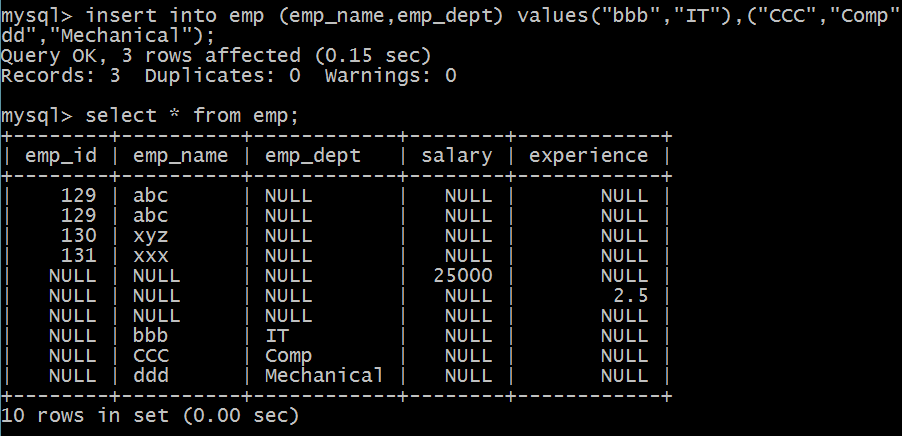 mysql> insert into emp (emp_name,emp_dept) values("bbb","IT"),("CCC","Comp"
dd","Mechanical");
Query OK, 3 rows affected (0.15 sec)
Records: 3  Duplicates: 0  Warnings: 0

mysql> select * from emp;
+--------+----------+------------+--------+------------+
| emp_id | emp_name | emp_dept   | salary | experience |
+--------+----------+------------+--------+------------+
|    129 | abc      | NULL       |   NULL |       NULL |
|    129 | abc      | NULL       |   NULL |       NULL |
|    130 | xyz      | NULL       |   NULL |       NULL |
|    131 | xxx      | NULL       |   NULL |       NULL |
|   NULL | NULL     | NULL       |  25000 |       NULL |
|   NULL | NULL     | NULL       |   NULL |        2.5 |
|   NULL | NULL     | NULL       |   NULL |       NULL |
|   NULL | bbb      | IT         |   NULL |       NULL |
|   NULL | CCC      | Comp       |   NULL |       NULL |
|   NULL | ddd      | Mechanical |   NULL |       NULL |
+--------+----------+------------+--------+------------+
10 rows in set (0.00 sec)